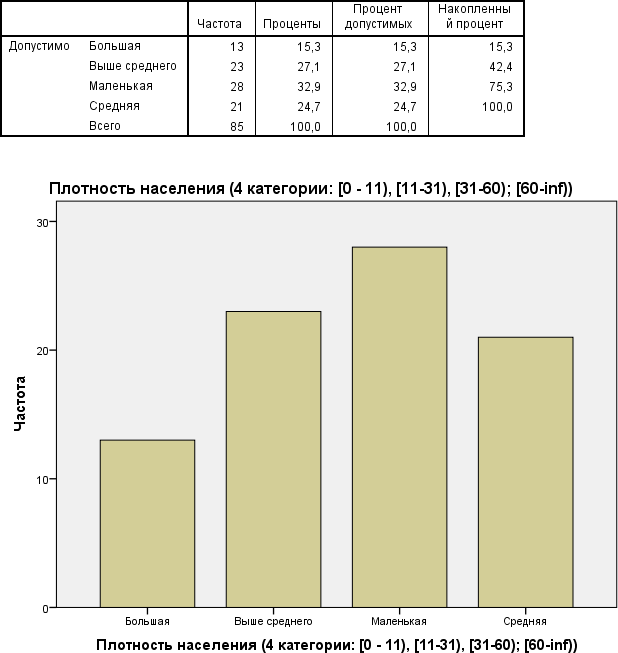 Частота Проценты Процент допустимых Накопленны й процент
Допустимо Большая 13 15,3 15,3 15,3
Выше среднего 23 27,1 27,1 42,4
Маленькая 28 32,9 32,9 75,3
Средняя 21 24,7 24,7 100,0
Всего 85 100,0 100,0
Плотность населения (4 категории: [0 - 11), [11-31), [31-60); [60-inf))
30
20
10
0
Частота
Большая Выше среднего Маленькая Средняя
Плотность населения (4 категории: [0 - 11), [11-31), [31-60); [60-inf))